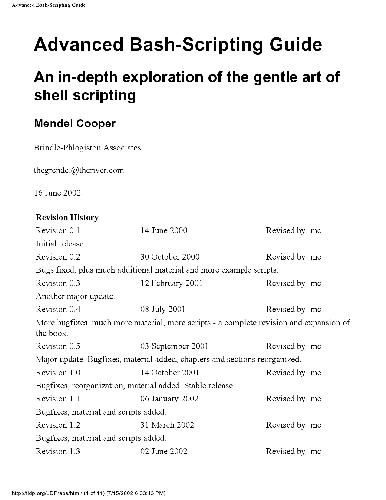 Advanced Bash-Scripting Guide
Advanced Bash-Scripting Guide
An in-depth exploration of the gentle art of
shell scripting
Mendel Cooper
Brindle-Phlogiston Associates
thegrendel@theriver.com
16 June 2002
Revision History
Revision 0.1 14 June 2000 Revised by: mc
Initial release.
Revision 0.2 30 October 2000 Revised by: mc
Bugs fixed, plus much additional material and more example scripts.
Revision 0.3 12 February 2001 Revised by: mc
Another major update.
Revision 0.4 08 July 2001 Revised by: mc
More bugfixes, much more material, more scripts - a complete revision and expansion of
the book.
Revision 0.5 03 September 2001 Revised by: mc
Major update. Bugfixes, material added, chapters and sections reorganized.
Revision 1.0 14 October 2001 Revised by: mc
Bugfixes, reorganization, material added. Stable release.
Revision 1.1 06 January 2002 Revised by: mc
Bugfixes, material and scripts added.
Revision 1.2 31 March 2002 Revised by: mc
Bugfixes, material and scripts added.
Revision 1.3 02 June 2002 Revised by: mc
(7/15/2002 6:33:13 PM)